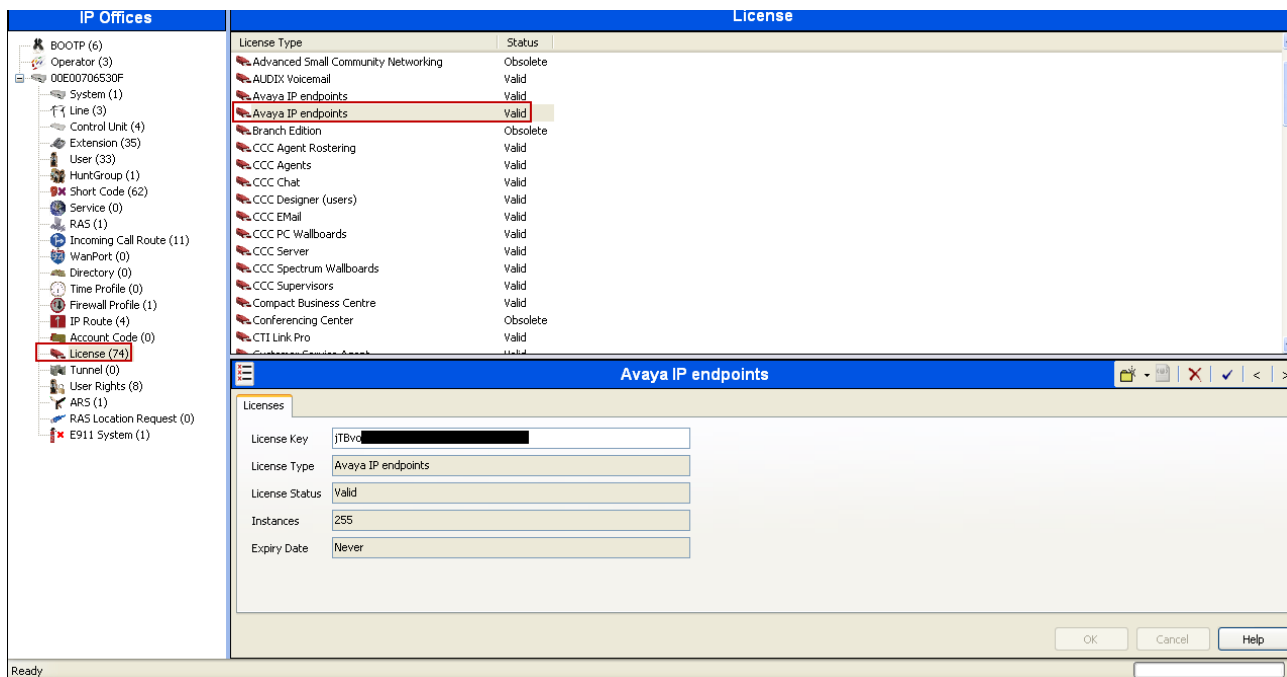 IP Offices
BOOTP (6)
Operator (3)
00E00706530F
System (1)
Line (3)
Control Unit (4)
Extension (35)
User (33)
HuntGroup (1)
Short Code (62)
Service (0)
RAS (1)
Incoming Call Route (11)
WanPort (0)
Directory (0)
Time Profile (0)
Firewall Profile (1)
IP Route (4)
Account Code (0)
License (74)
Tunnel (0)
User Rights (8)
ARS (1)
RAS Location Request (0)
E911 System (1)
License
License Type Status
Advanced Small Community Networking Obsolete
AUDIX Voicemail Valid
Avaya IP endpoints Valid
Avaya IP endpoints Valid
Branch Edition Obsolete
CCC Agent Rostering Valid
CCC Agents Valid
CCC Chat Valid
CCC Designer (users) Valid
CCC EMail Valid
CCC PC Wallboards Valid
CCC Server Valid
CCC Spectrum Wallboards Valid
CCC Supervisors Valid
Compact Business Centre Valid
Conferencing Center Obsolete
CTI Link Pro Valid
Customer Service Agent Valid
Avaya IP endpoints
Licenses
License Key jTBvo
License Type Avaya IP endpoints
License Status Valid
Instances 255
Expiry Date Never
OK Cancel Help
Ready